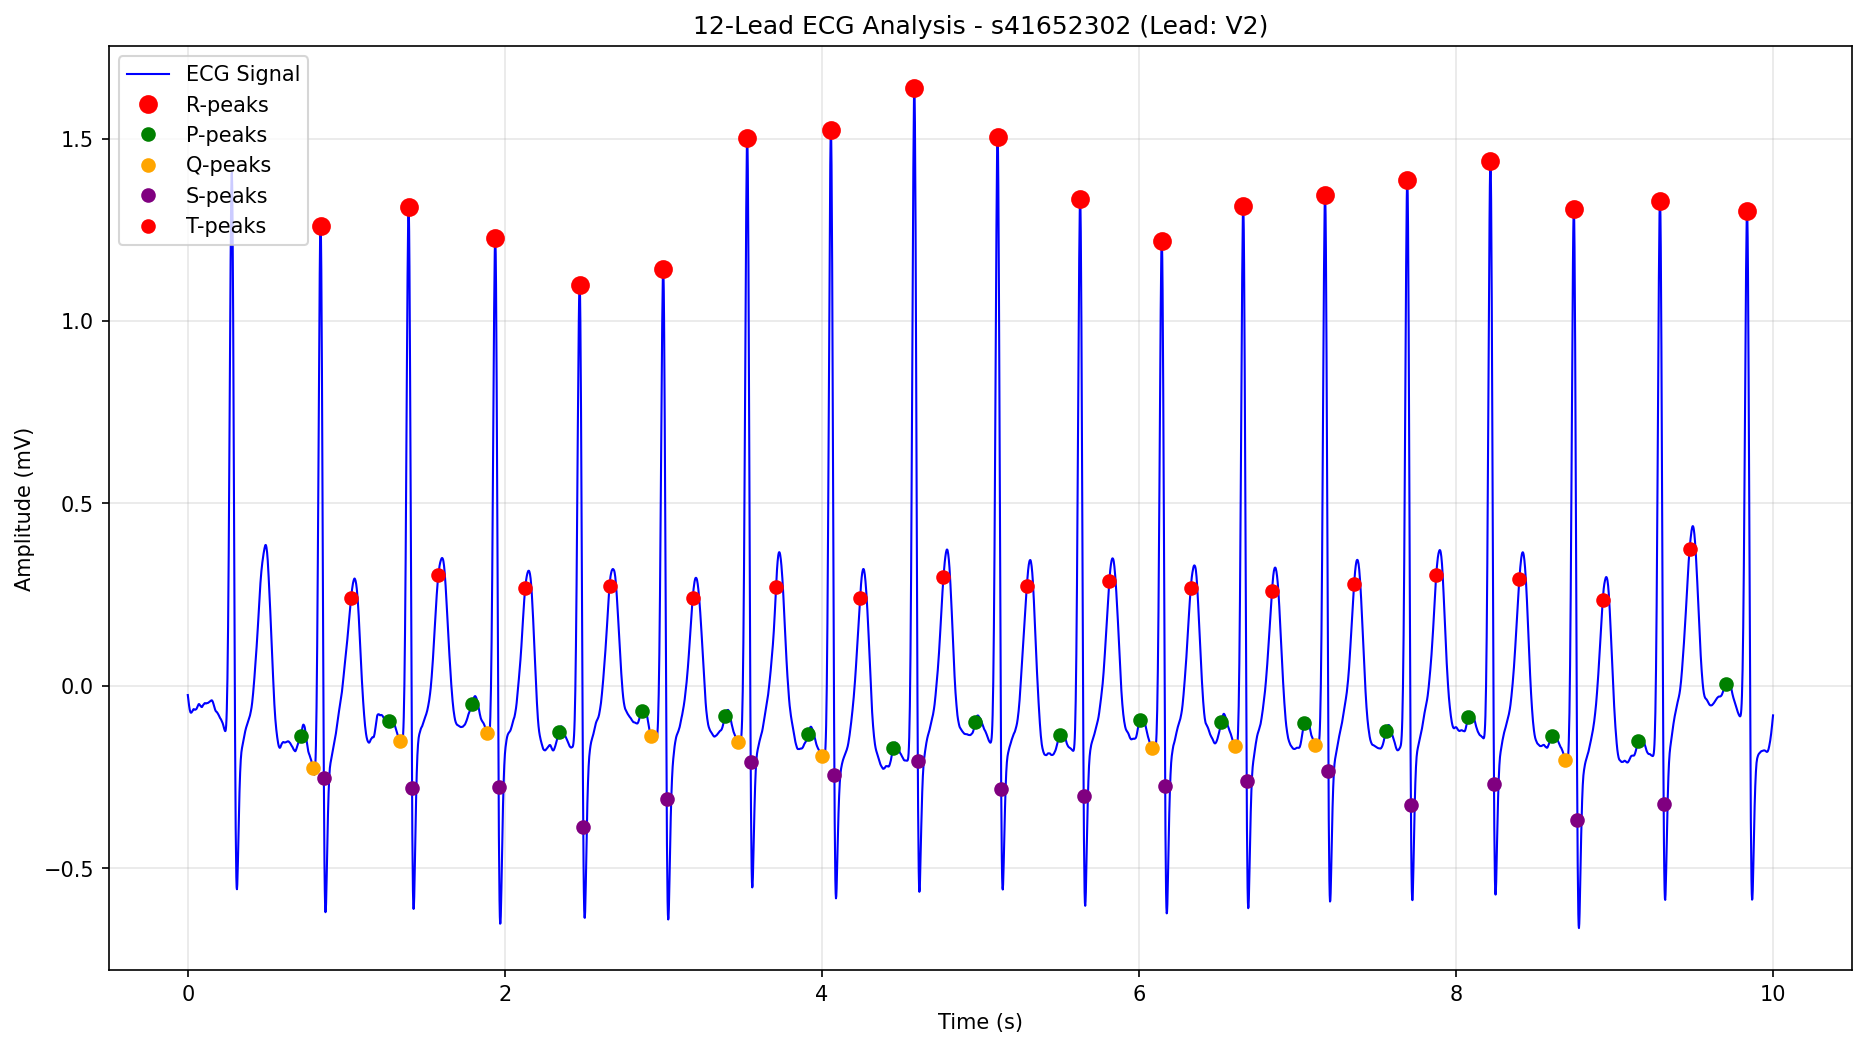 12-Lead ECG Analysis - s41652302 (Lead: V2)
ECG Signal
R-peaks
P-peaks
Q-peaks
S-peaks
T-peaks
Amplitude (mV)
1.5
1.0
0.5
0.0
−0.5
0 2 4 6 8 10
Time (s)